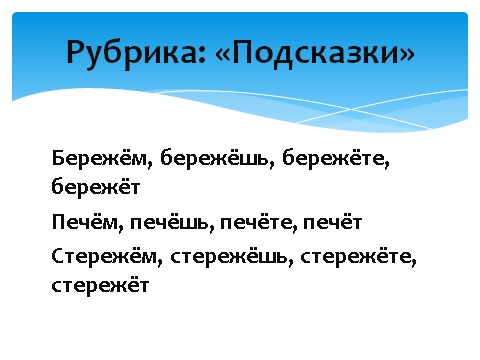 Рубрика: «Подсказки»
Бережём, бережёшь, бережёте,
бережёт
Печём, печёшь, печёте, печёт
Стережём, стережёшь, стережёте,
стережёт